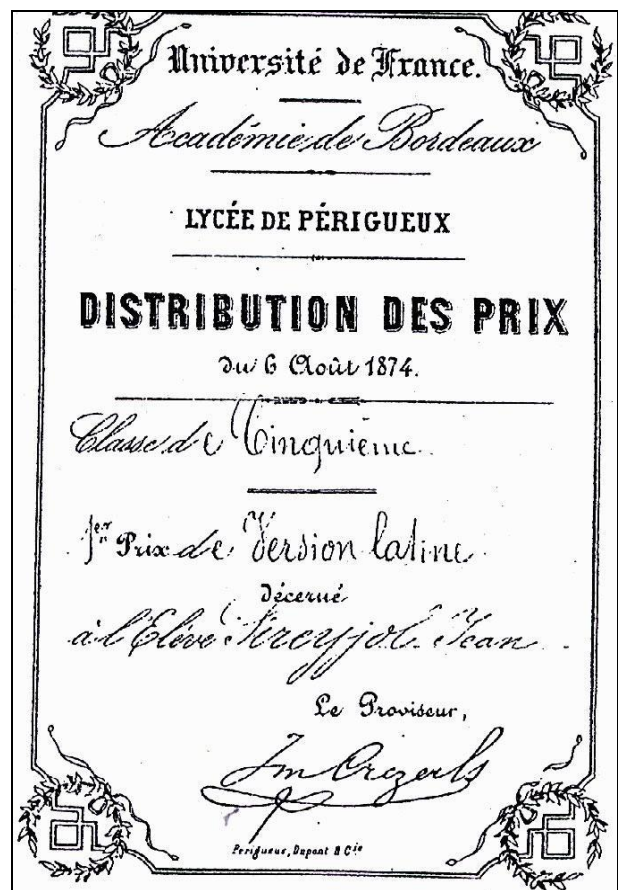 Université de France.
Académie de Bordeaux
LYCÉE DE PÉRIGUEUX
DISTRIBUTION DES PRIX
du 6 Août 1874.
Classe de Cinquième
1er Prix de Version latine
décerné
à l'Elève Jean
Le Proviseur,
Périgueux, Dupont & Cie